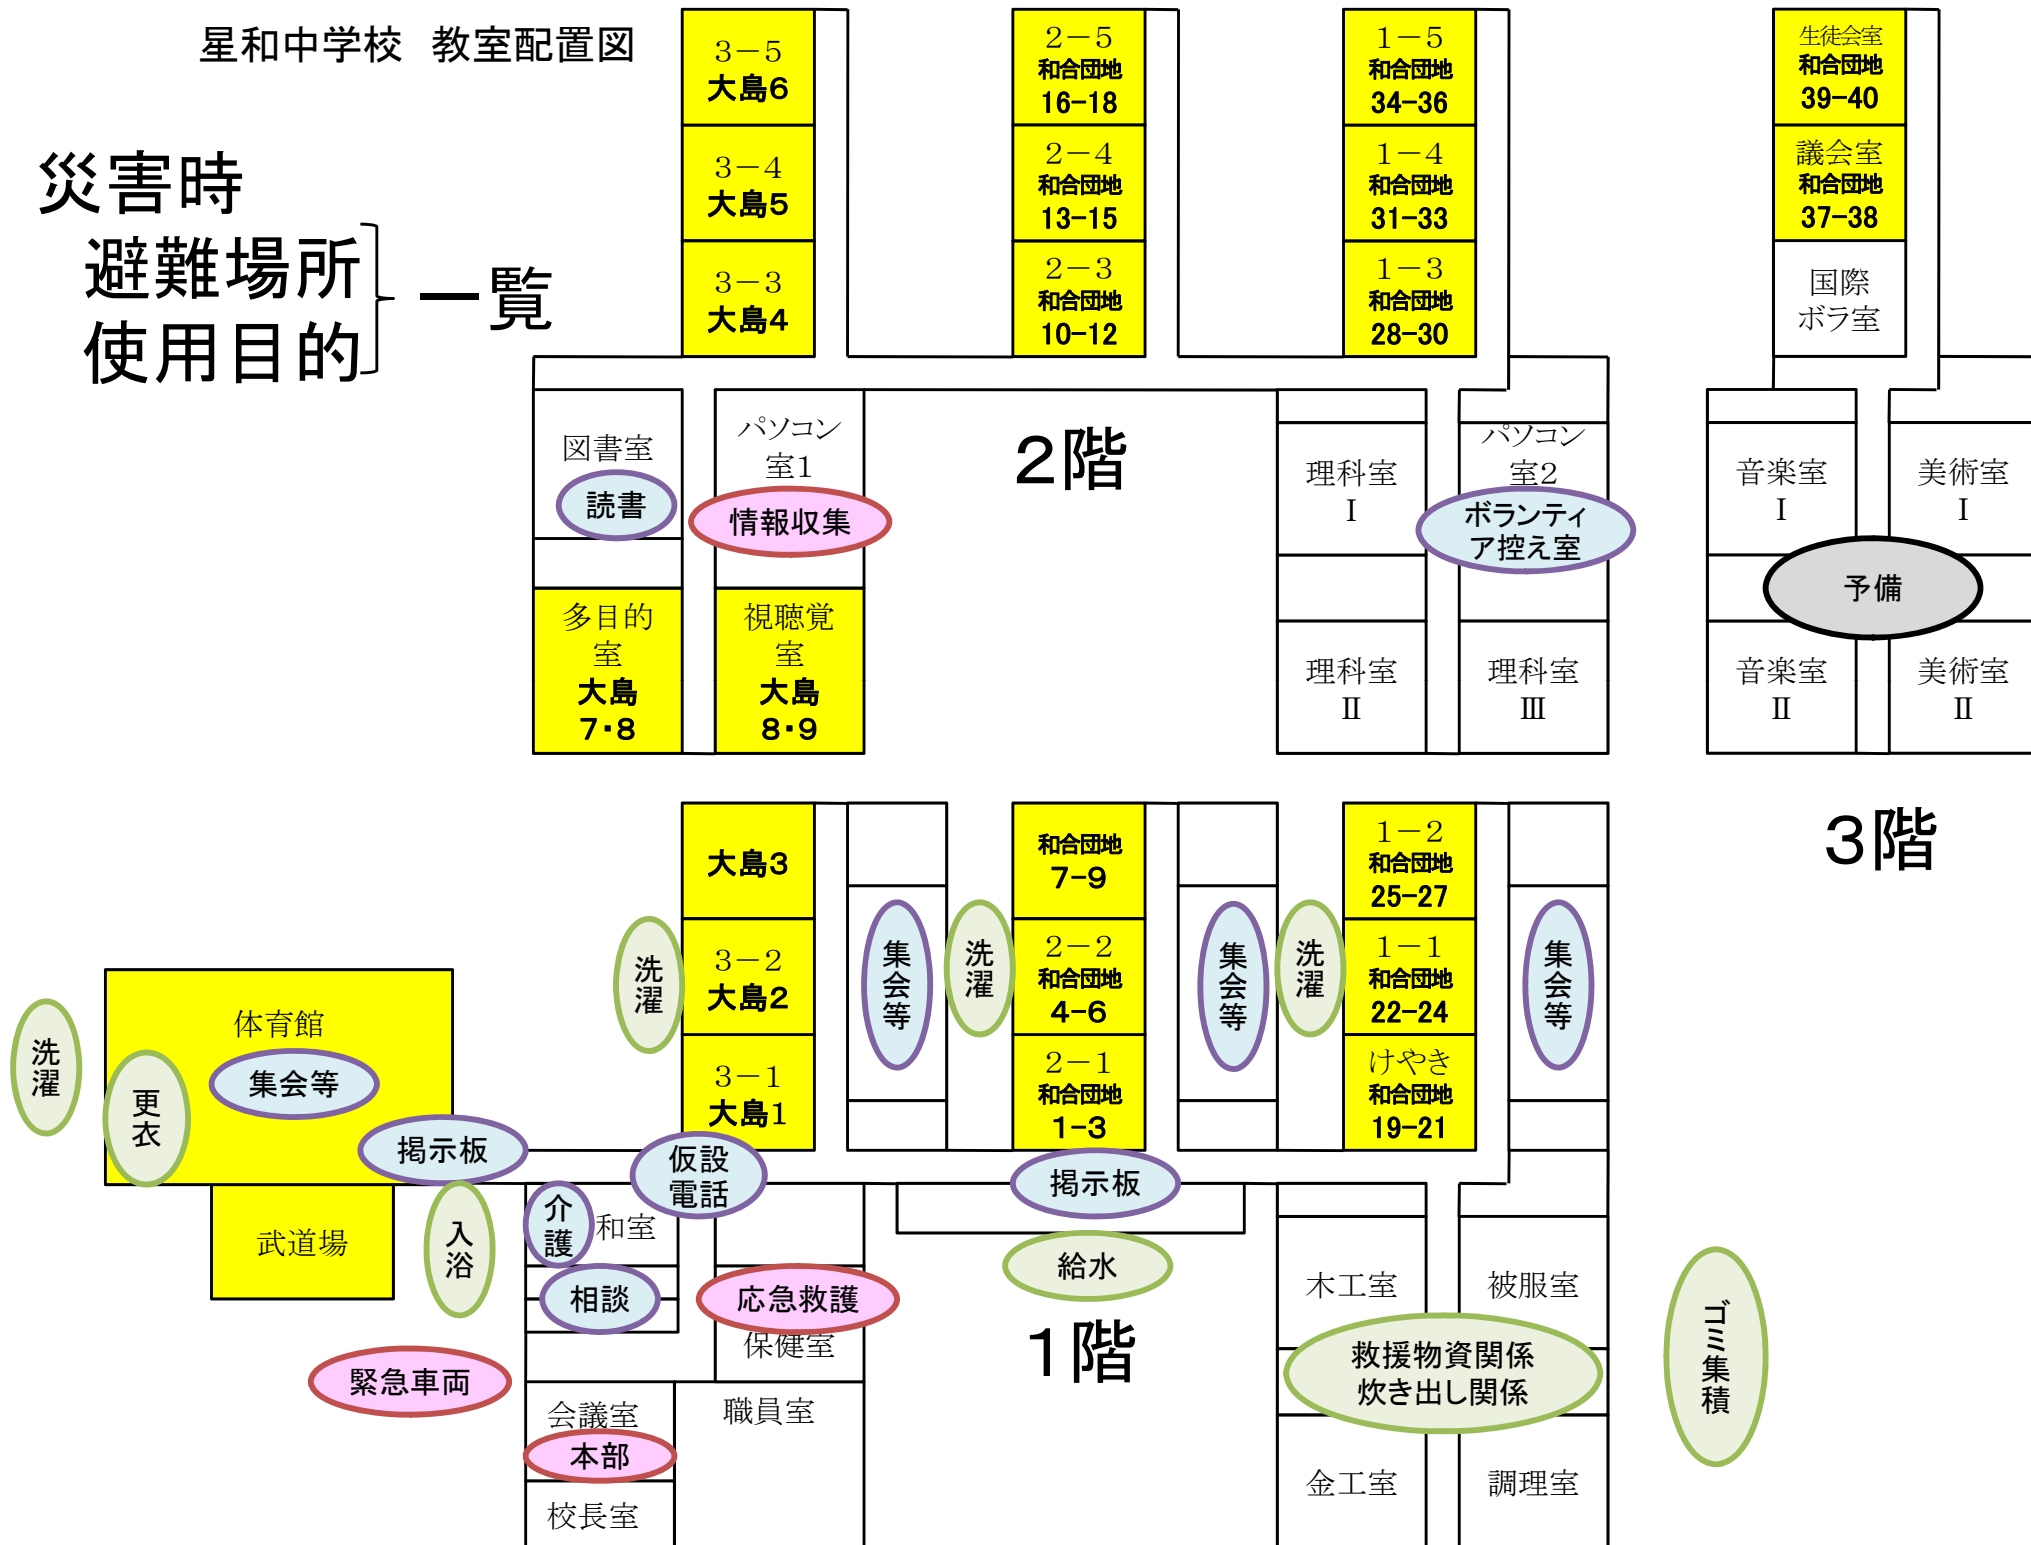 星和中学校　教室配置図
災害時
避難場所
使用目的
一覧
3－5
大島6
3－4
大島5
3－3
大島4
2－5
和合団地
16-18
2－4
和合団地
13-15
2－3
和合団地
10-12
1－5
和合団地
34-36
1－4
和合団地
31-33
1－3
和合団地
28-30
生徒会室
和合団地
39-40
議会室
和合団地
37-38
国際
ボラ室
図書室
読書
パソコン
室1
情報収集
多目的
室
大島
7・8
視聴覚
室
大島
8・9
2階
理科室
Ⅰ
パソコン
室2
ボランティ
ア控え室
理科室
Ⅱ
理科室
Ⅲ
音楽室
Ⅰ
美術室
Ⅰ
予備
音楽室
Ⅱ
美術室
Ⅱ
3階
大島3
3－2
大島2
3－1
大島1
洗濯
集会等
洗濯
和合団地
7-9
2－2
和合団地
4-6
2－1
和合団地
1-3
集会等
洗濯
1－2
和合団地
25-27
1－1
和合団地
22-24
けやき
和合団地
19-21
集会等
洗濯
体育館
集会等
更衣
掲示板
武道場
入浴
仮設
電話
掲示板
介護
和室
相談
応急救護
保健室
給水
1階
緊急車両
会議室
本部
校長室
職員室
木工室
被服室
救援物資関係
炊き出し関係
金工室
調理室
ゴミ集積